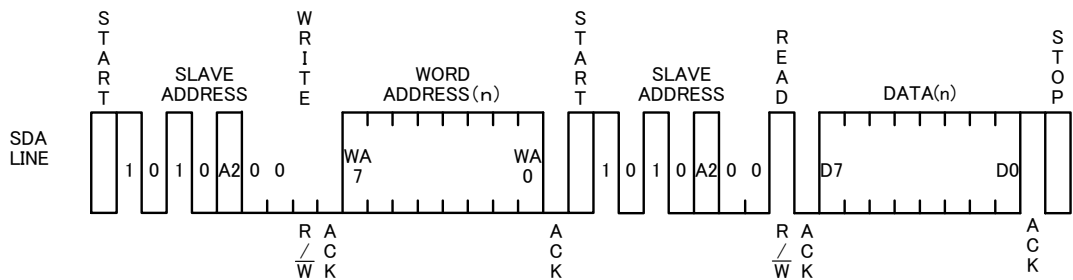 START
WRITE
START
READ
STOP
SLAVE
ADDRESS
WORD
ADDRESS(n)
SLAVE
ADDRESS
DATA(n)
SDA
LINE
1 0 1 0 A2 0 0
WA
7
WA
0
1 0 1 0 A2 0 0
D7
D0
R/W
ACK
ACK
R/W
ACK
ACK